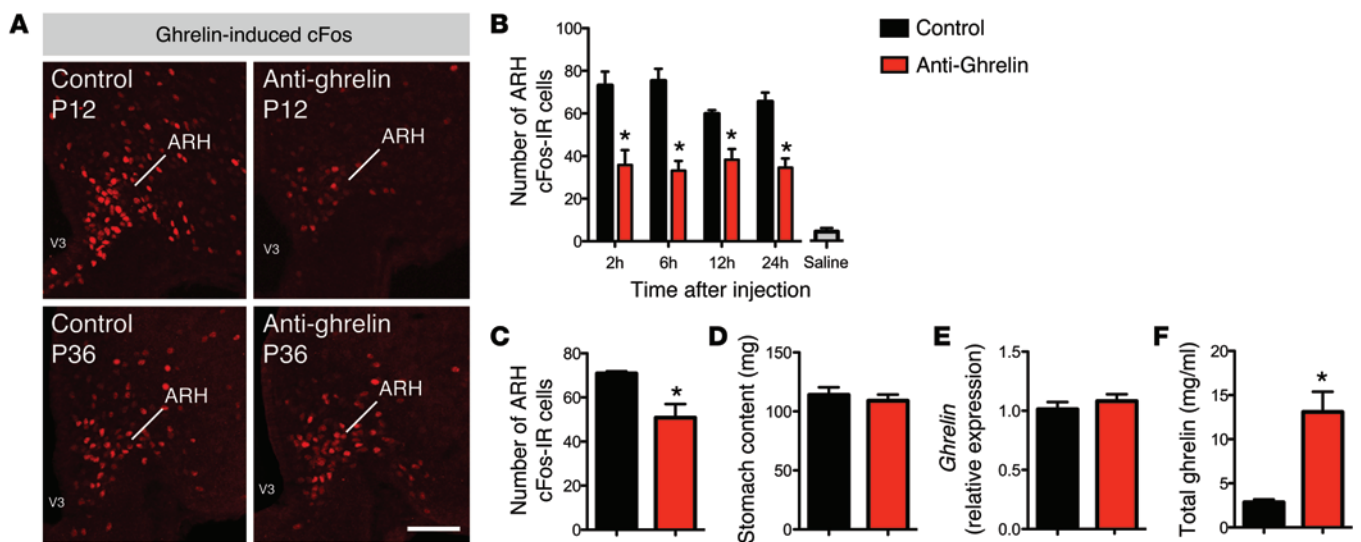 A
Ghrelin-induced cFos
Control
P12
ARH
V3
Anti-ghrelin
P12
ARH
V3
Control
P36
ARH
V3
Anti-ghrelin
P36
ARH
V3
B
Number of ARH
cFos-IR cells
100
80
60
40
20
0
*
*
*
*
2h
6h
12h
24h
Saline
Time after injection
Control
Anti-Ghrelin
C
Number of ARH
cFos-IR cells
80
60
40
20
0
*
D
Stomach content (mg)
150
100
50
0
E
Ghrelin
(relative expression)
1.5
1.0
0.5
0.0
F
Total ghrelin (mg/ml)
20
15
10
5
0
*